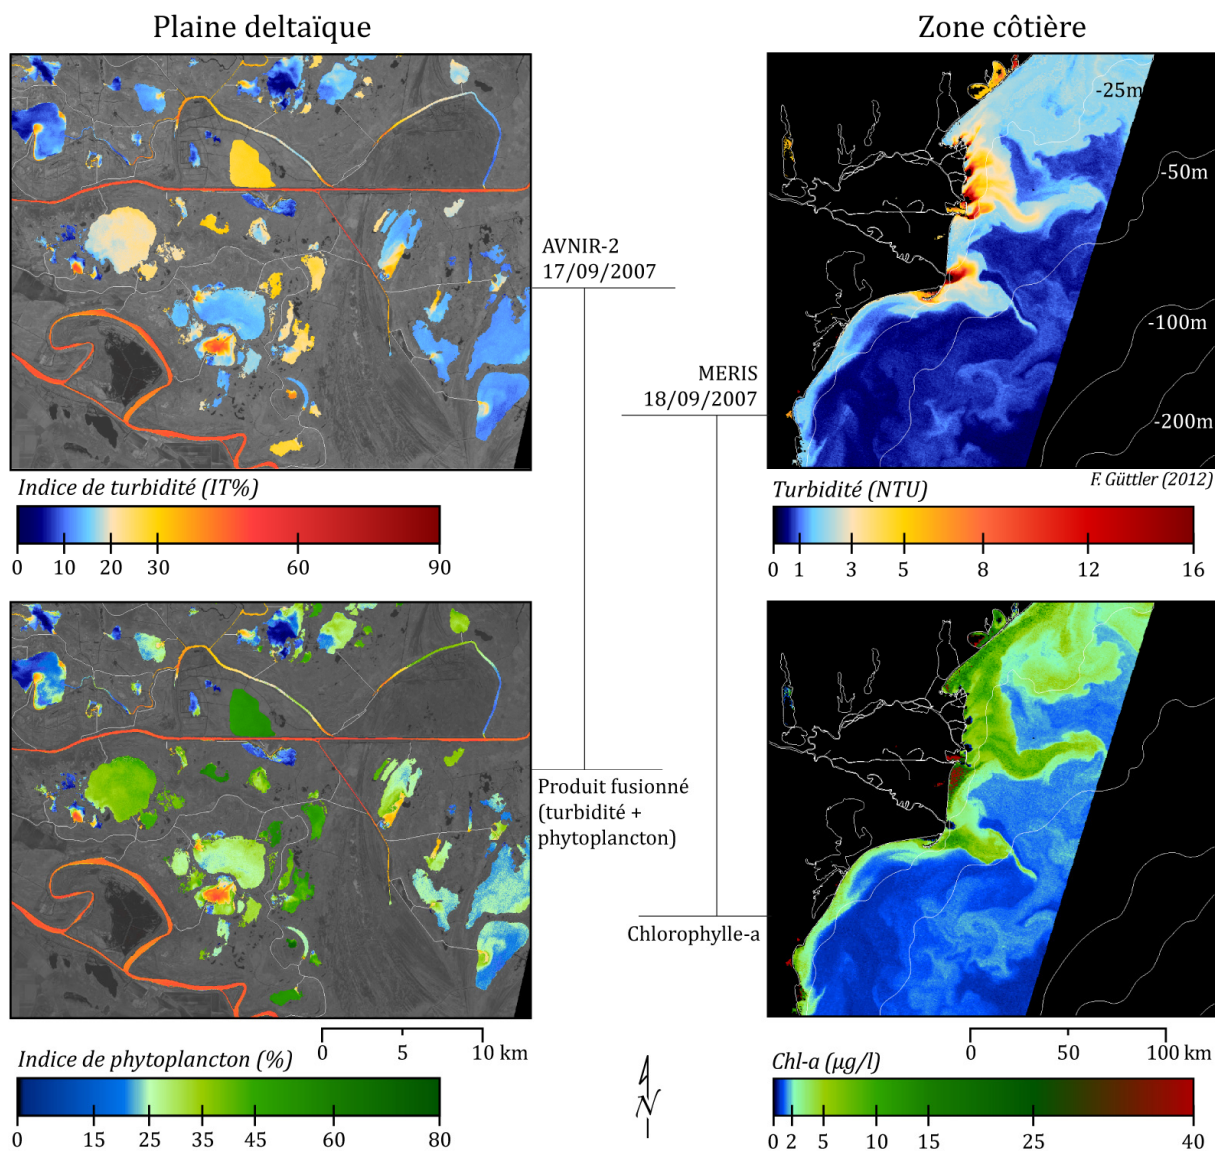 Plaine deltaïque
Zone côtière
-25m
-50m
-100m
-200m
AVNIR-2
17/09/2007
MERIS
18/09/2007
F. Güttler (2012)
Indice de turbidité (IT%)
0 10 20 30 60 90
Turbidité (NTU)
0 1 3 5 8 12 16
Produit fusionné
(turbidité +
phytoplancton)
Chlorophylle-a
0 5 10 km
Indice de phytoplancton (%)
0 15 25 35 45 60 80
N
0 50 100 km
Chl-a (µg/l)
0 2 5 10 15 25 40